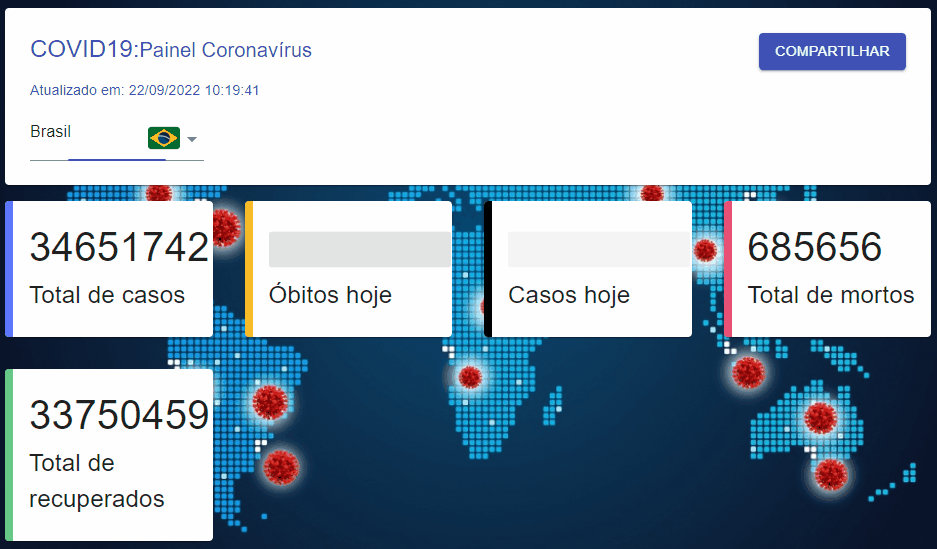 COVID19:Painel Coronavírus
COMPARTILHAR
Atualizado em: 22/09/2022 10:19:41
Brasil
34651742
Total de casos
Óbitos hoje
Casos hoje
685656
Total de mortos
33750459
Total de
recuperados